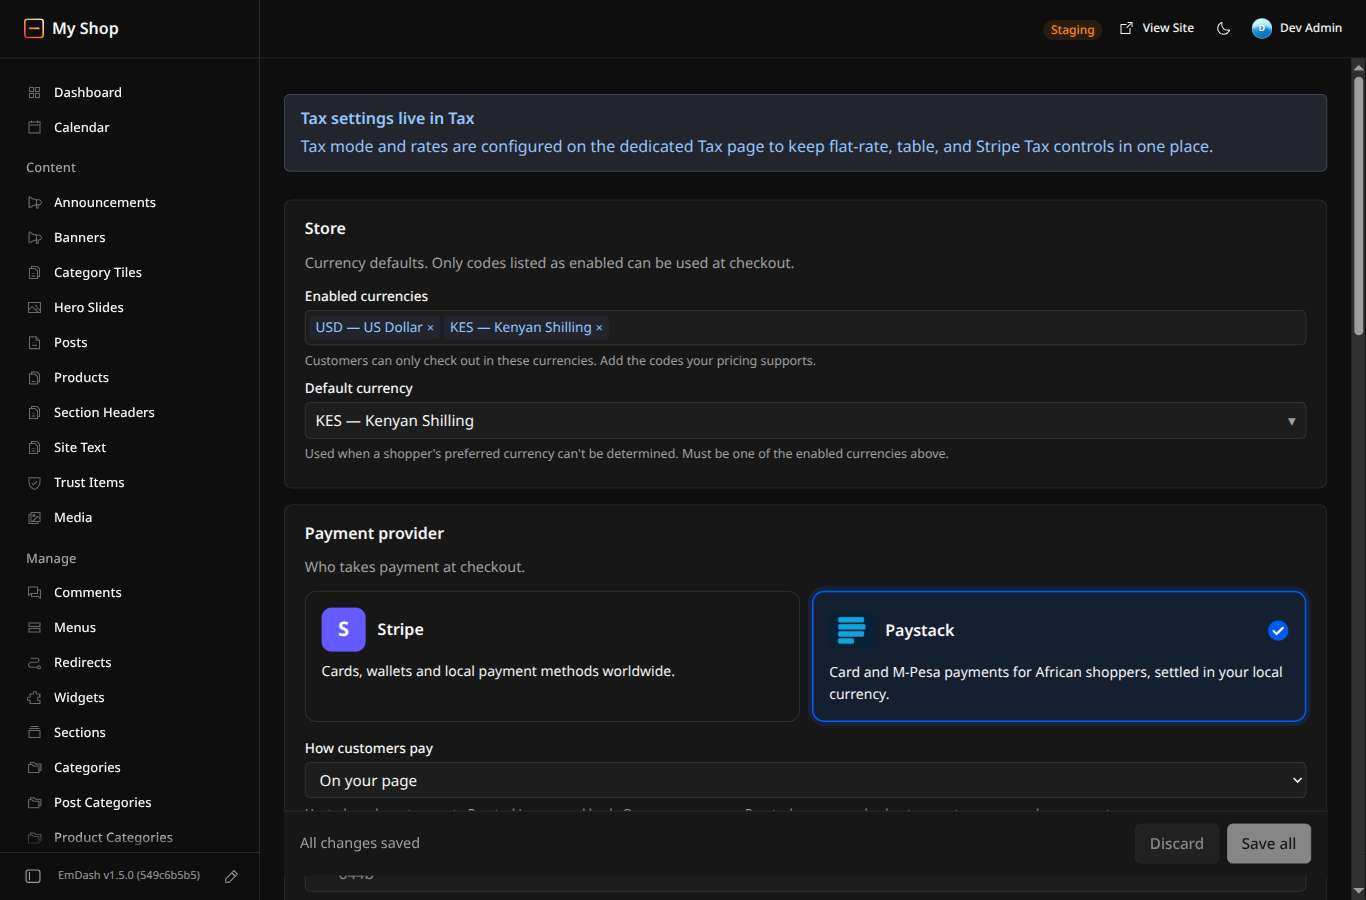 My Shop
Staging
View Site
D
Dev Admin
Dashboard
Calendar
Content
Announcements
Banners
Category Tiles
Hero Slides
Posts
Products
Section Headers
Site Text
Trust Items
Media
Manage
Comments
Menus
Redirects
Widgets
Sections
Categories
Post Categories
Product Categories
EmDash v1.5.0 (549c6b5b5)
Tax settings live in Tax
Tax mode and rates are configured on the dedicated Tax page to keep flat-rate, table, and Stripe Tax controls in one place.
Store
Currency defaults. Only codes listed as enabled can be used at checkout.
Enabled currencies
USD — US Dollar × KES — Kenyan Shilling ×
Customers can only check out in these currencies. Add the codes your pricing supports.
Default currency
KES — Kenyan Shilling
Used when a shopper's preferred currency can't be determined. Must be one of the enabled currencies above.
Payment provider
Who takes payment at checkout.
S
Stripe
Cards, wallets and local payment methods worldwide.
Paystack
Card and M-Pesa payments for African shoppers, settled in your local
currency.
How customers pay
On your page
All changes saved
Discard
Save all